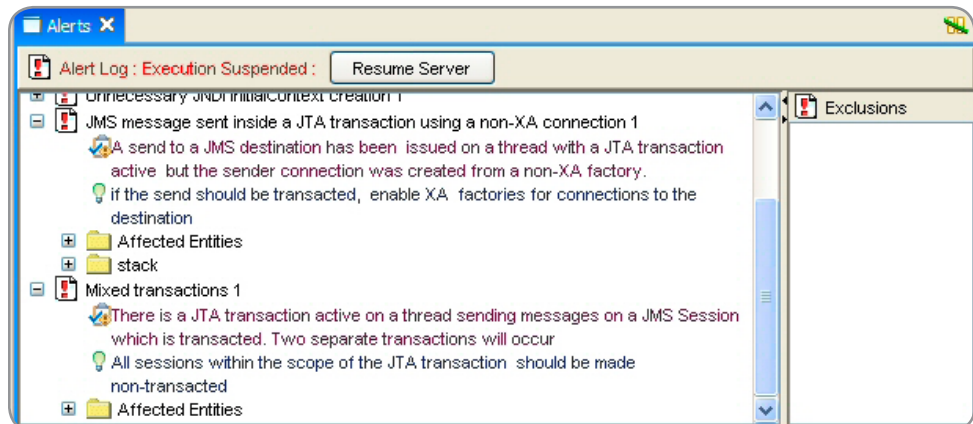 Alerts
Alert Log : Execution Suspended : Resume Server
Unnecessary JNDI InitialContext creation 1
Exclusions
JMS message sent inside a JTA transaction using a non-XA connection 1
A send to a JMS destination has been issued on a thread with a JTA transaction
active but the sender connection was created from a non-XA factory.
if the send should be transacted, enable XA factories for connections to the
destination
Affected Entities
stack
Mixed transactions 1
There is a JTA transaction active on a thread sending messages on a JMS Session
which is transacted. Two separate transactions will occur
All sessions within the scope of the JTA transaction should be made
non-transacted
Affected Entities